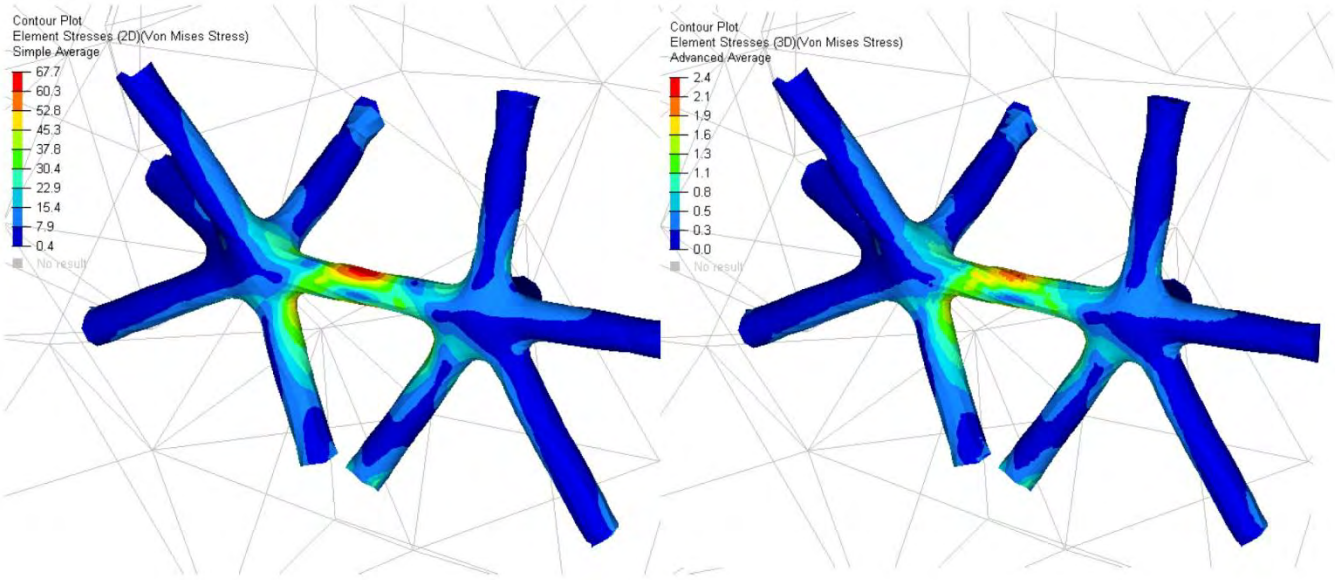 Contour Plot
Element Stresses (2D)(Von Mises Stress)
Simple Average
67.7
60.3
52.8
45.3
37.8
30.4
22.9
15.4
7.9
0.4
No result
Contour Plot
Element Stresses (3D)(Von Mises Stress)
Advanced Average
2.4
2.1
1.9
1.6
1.3
1.1
0.8
0.5
0.3
0.0
No result